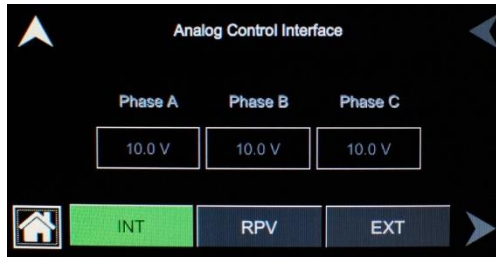 Analog Control Interface
Phase A Phase B Phase C
10.0 V 10.0 V 10.0 V
INT RPV EXT